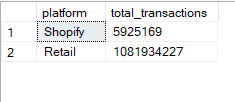 platform total_transactions
1 Shopify 5925169
2 Retail 1081934227